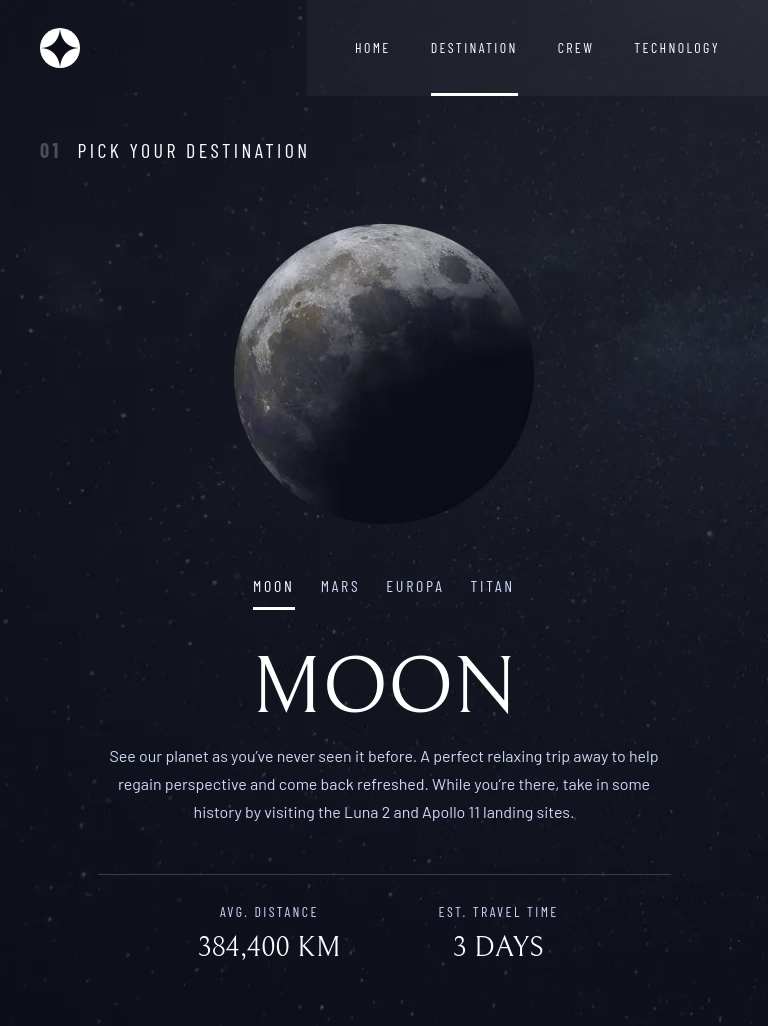 HOME DESTINATION CREW TECHNOLOGY
01 PICK YOUR DESTINATION
MOON MARS EUROPA TITAN
MOON
See our planet as you’ve never seen it before. A perfect relaxing trip away to help
regain perspective and come back refreshed. While you’re there, take in some
history by visiting the Luna 2 and Apollo 11 landing sites.
AVG. DISTANCE EST. TRAVEL TIME
384,400 KM 3 DAYS